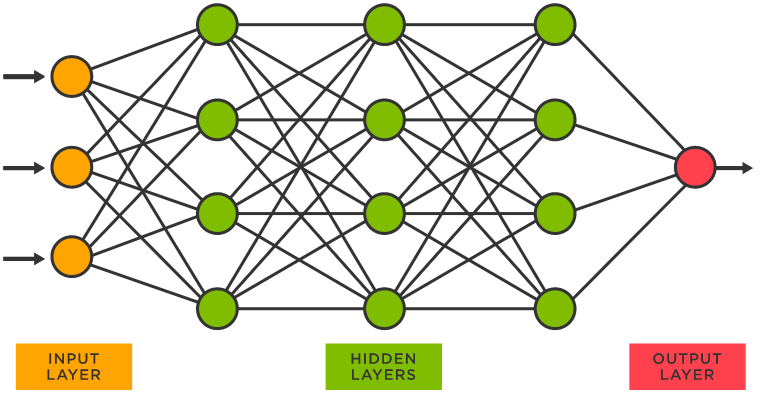 INPUT
LAYER
HIDDEN
LAYERS
OUTPUT
LAYER